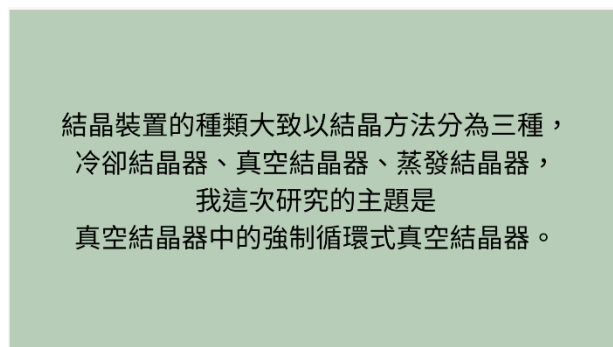 結晶裝置的種類大致以結晶方法分為三種，
冷卻結晶器、真空結晶器、蒸發結晶器，
我這次研究的主題是
真空結晶器中的強制循環式真空結晶器。